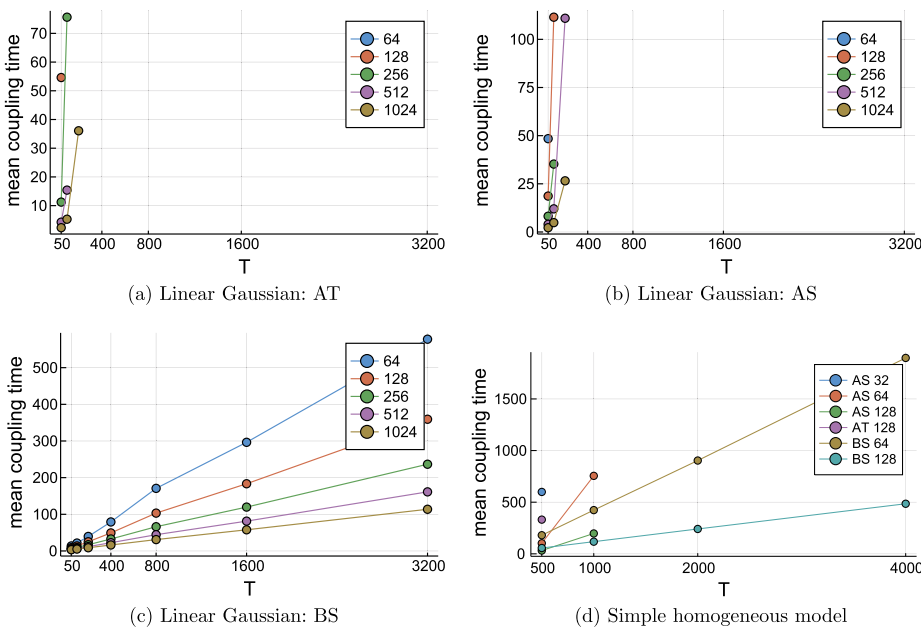 mean coupling time
70
60
50
40
30
20
10
50 400 800 1600 3200
T
64
128
256
512
1024
(a) Linear Gaussian: AT
mean coupling time
100
75
50
25
0
50 400 800 1600 3200
T
64
128
256
512
1024
(b) Linear Gaussian: AS
mean coupling time
500
400
300
200
100
0
50 400 800 1600 3200
T
64
128
256
512
1024
(c) Linear Gaussian: BS
mean coupling time
1500
1000
500
0
500 1000 2000 4000
T
AS 32
AS 64
AS 128
AT 128
BS 64
BS 128
(d) Simple homogeneous model